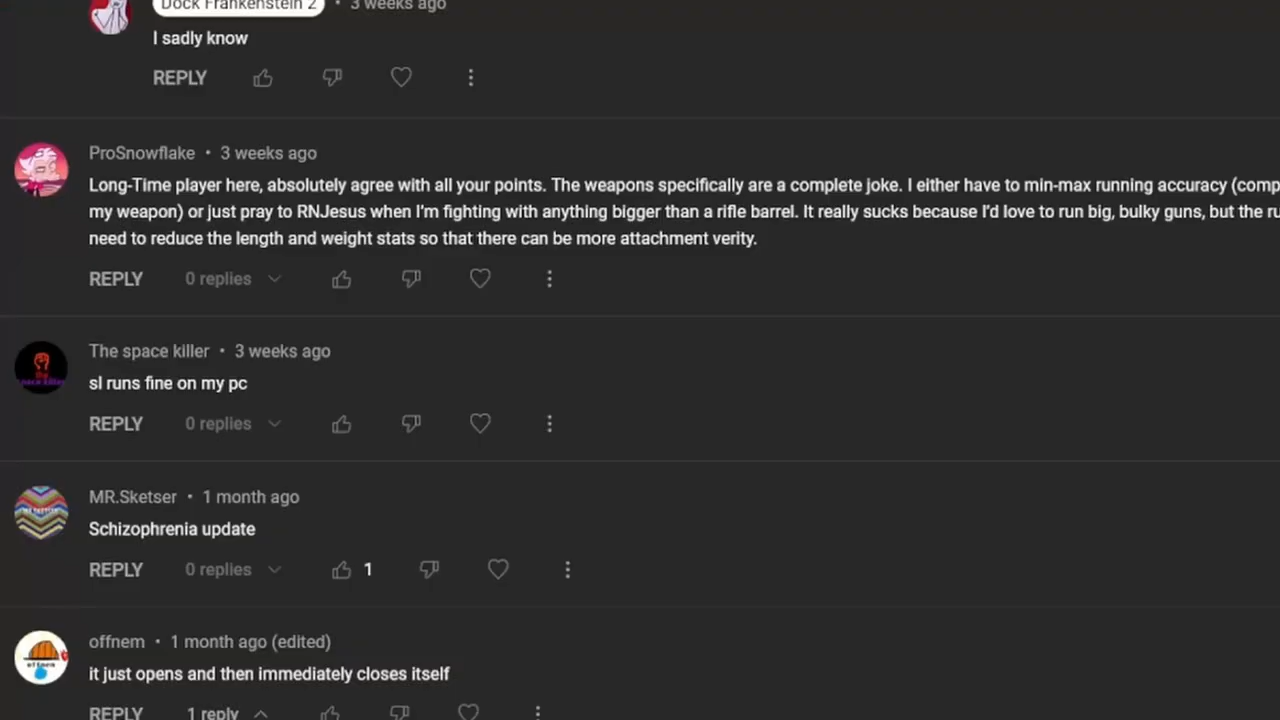 Dock Frankenstein 2 • 3 weeks ago
I sadly know
REPLY
ProSnowflake • 3 weeks ago
Long-Time player here, absolutely agree with all your points. The weapons specifically are a complete joke. I either have to min-max running accuracy (comp
my weapon) or just pray to RNJesus when I'm fighting with anything bigger than a rifle barrel. It really sucks because I'd love to run big, bulky guns, but the ru
need to reduce the length and weight stats so that there can be more attachment verity.
REPLY 0 replies
The space killer • 3 weeks ago
sl runs fine on my pc
REPLY 0 replies
MR.Sketser • 1 month ago
Schizophrenia update
REPLY 0 replies 1
offnem • 1 month ago (edited)
it just opens and then immediately closes itself
REPLY 1 reply